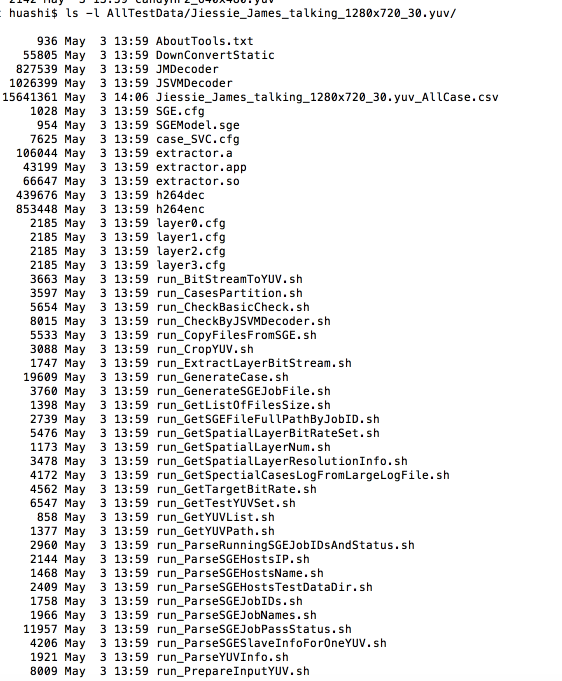 huashi$ ls -l AllTestData/Jiessie_James_talking_1280x720_30.yuv/
936 May  3 13:59 AboutTools.txt
55805 May  3 13:59 DownConvertStatic
827539 May  3 13:59 JMDecoder
1026399 May  3 13:59 JSVMDecoder
15641361 May  3 14:06 Jiessie_James_talking_1280x720_30.yuv_AllCase.csv
1028 May  3 13:59 SGE.cfg
954 May  3 13:59 SGEModel.sge
7625 May  3 13:59 case_SVC.cfg
106044 May  3 13:59 extractor.a
43199 May  3 13:59 extractor.app
66647 May  3 13:59 extractor.so
439676 May  3 13:59 h264dec
853448 May  3 13:59 h264enc
2185 May  3 13:59 layer0.cfg
2185 May  3 13:59 layer1.cfg
2185 May  3 13:59 layer2.cfg
2185 May  3 13:59 layer3.cfg
3663 May  3 13:59 run_BitStreamToYUV.sh
3597 May  3 13:59 run_CasesPartition.sh
5654 May  3 13:59 run_CheckBasicCheck.sh
8015 May  3 13:59 run_CheckByJSVMDecoder.sh
5533 May  3 13:59 run_CopyFilesFromSGE.sh
3088 May  3 13:59 run_CropYUV.sh
1747 May  3 13:59 run_ExtractLayerBitStream.sh
19609 May  3 13:59 run_GenerateCase.sh
3760 May  3 13:59 run_GenerateSGEJobFile.sh
1398 May  3 13:59 run_GetListOfFilesSize.sh
2739 May  3 13:59 run_GetSGEFileFullPathByJobID.sh
5476 May  3 13:59 run_GetSpatialLayerBitRateSet.sh
1173 May  3 13:59 run_GetSpatialLayerNum.sh
3478 May  3 13:59 run_GetSpatialLayerResolutionInfo.sh
4172 May  3 13:59 run_GetSpectialCasesLogFromLargeLogFile.sh
4562 May  3 13:59 run_GetTargetBitRate.sh
6547 May  3 13:59 run_GetTestYUVSet.sh
858 May  3 13:59 run_GetYUVList.sh
1377 May  3 13:59 run_GetYUVPath.sh
2960 May  3 13:59 run_ParseRunningSGEJobIDsAndStatus.sh
2144 May  3 13:59 run_ParseSGEHostsIP.sh
1468 May  3 13:59 run_ParseSGEHostsName.sh
2409 May  3 13:59 run_ParseSGEHostsTestDataDir.sh
1758 May  3 13:59 run_ParseSGEJobIDs.sh
1966 May  3 13:59 run_ParseSGEJobNames.sh
11957 May  3 13:59 run_ParseSGEJobPassStatus.sh
4206 May  3 13:59 run_ParseSGESlaveInfoForOneYUV.sh
1921 May  3 13:59 run_ParseYUVInfo.sh
8009 May  3 13:59 run_PrepareInputYUV.sh